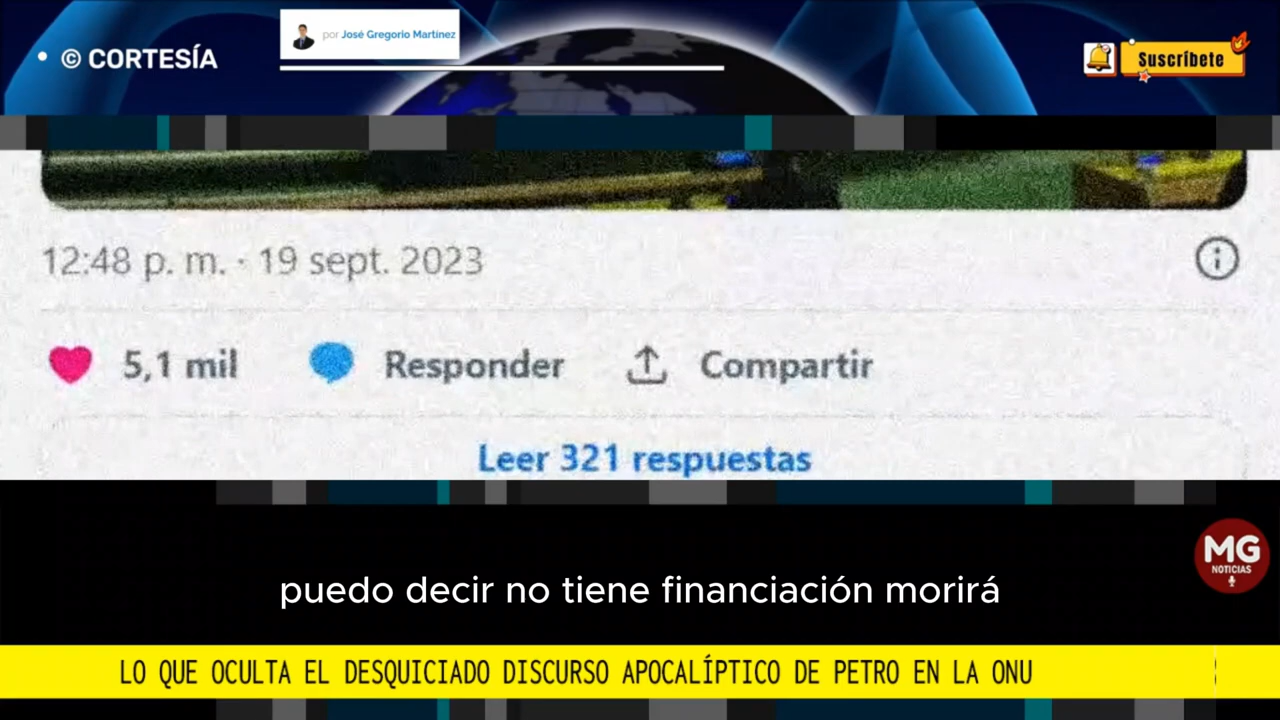 © CORTESÍA
por José Gregorio Martínez
Suscríbete
12:48 p. m. · 19 sept. 2023
5,1 mil
Responder
Compartir
Leer 321 respuestas
MG
NOTICIAS
puedo decir no tiene financiación morirá
LO QUE OCULTA EL DESQUICIADO DISCURSO APOCALÍPTICO DE PETRO EN LA ONU